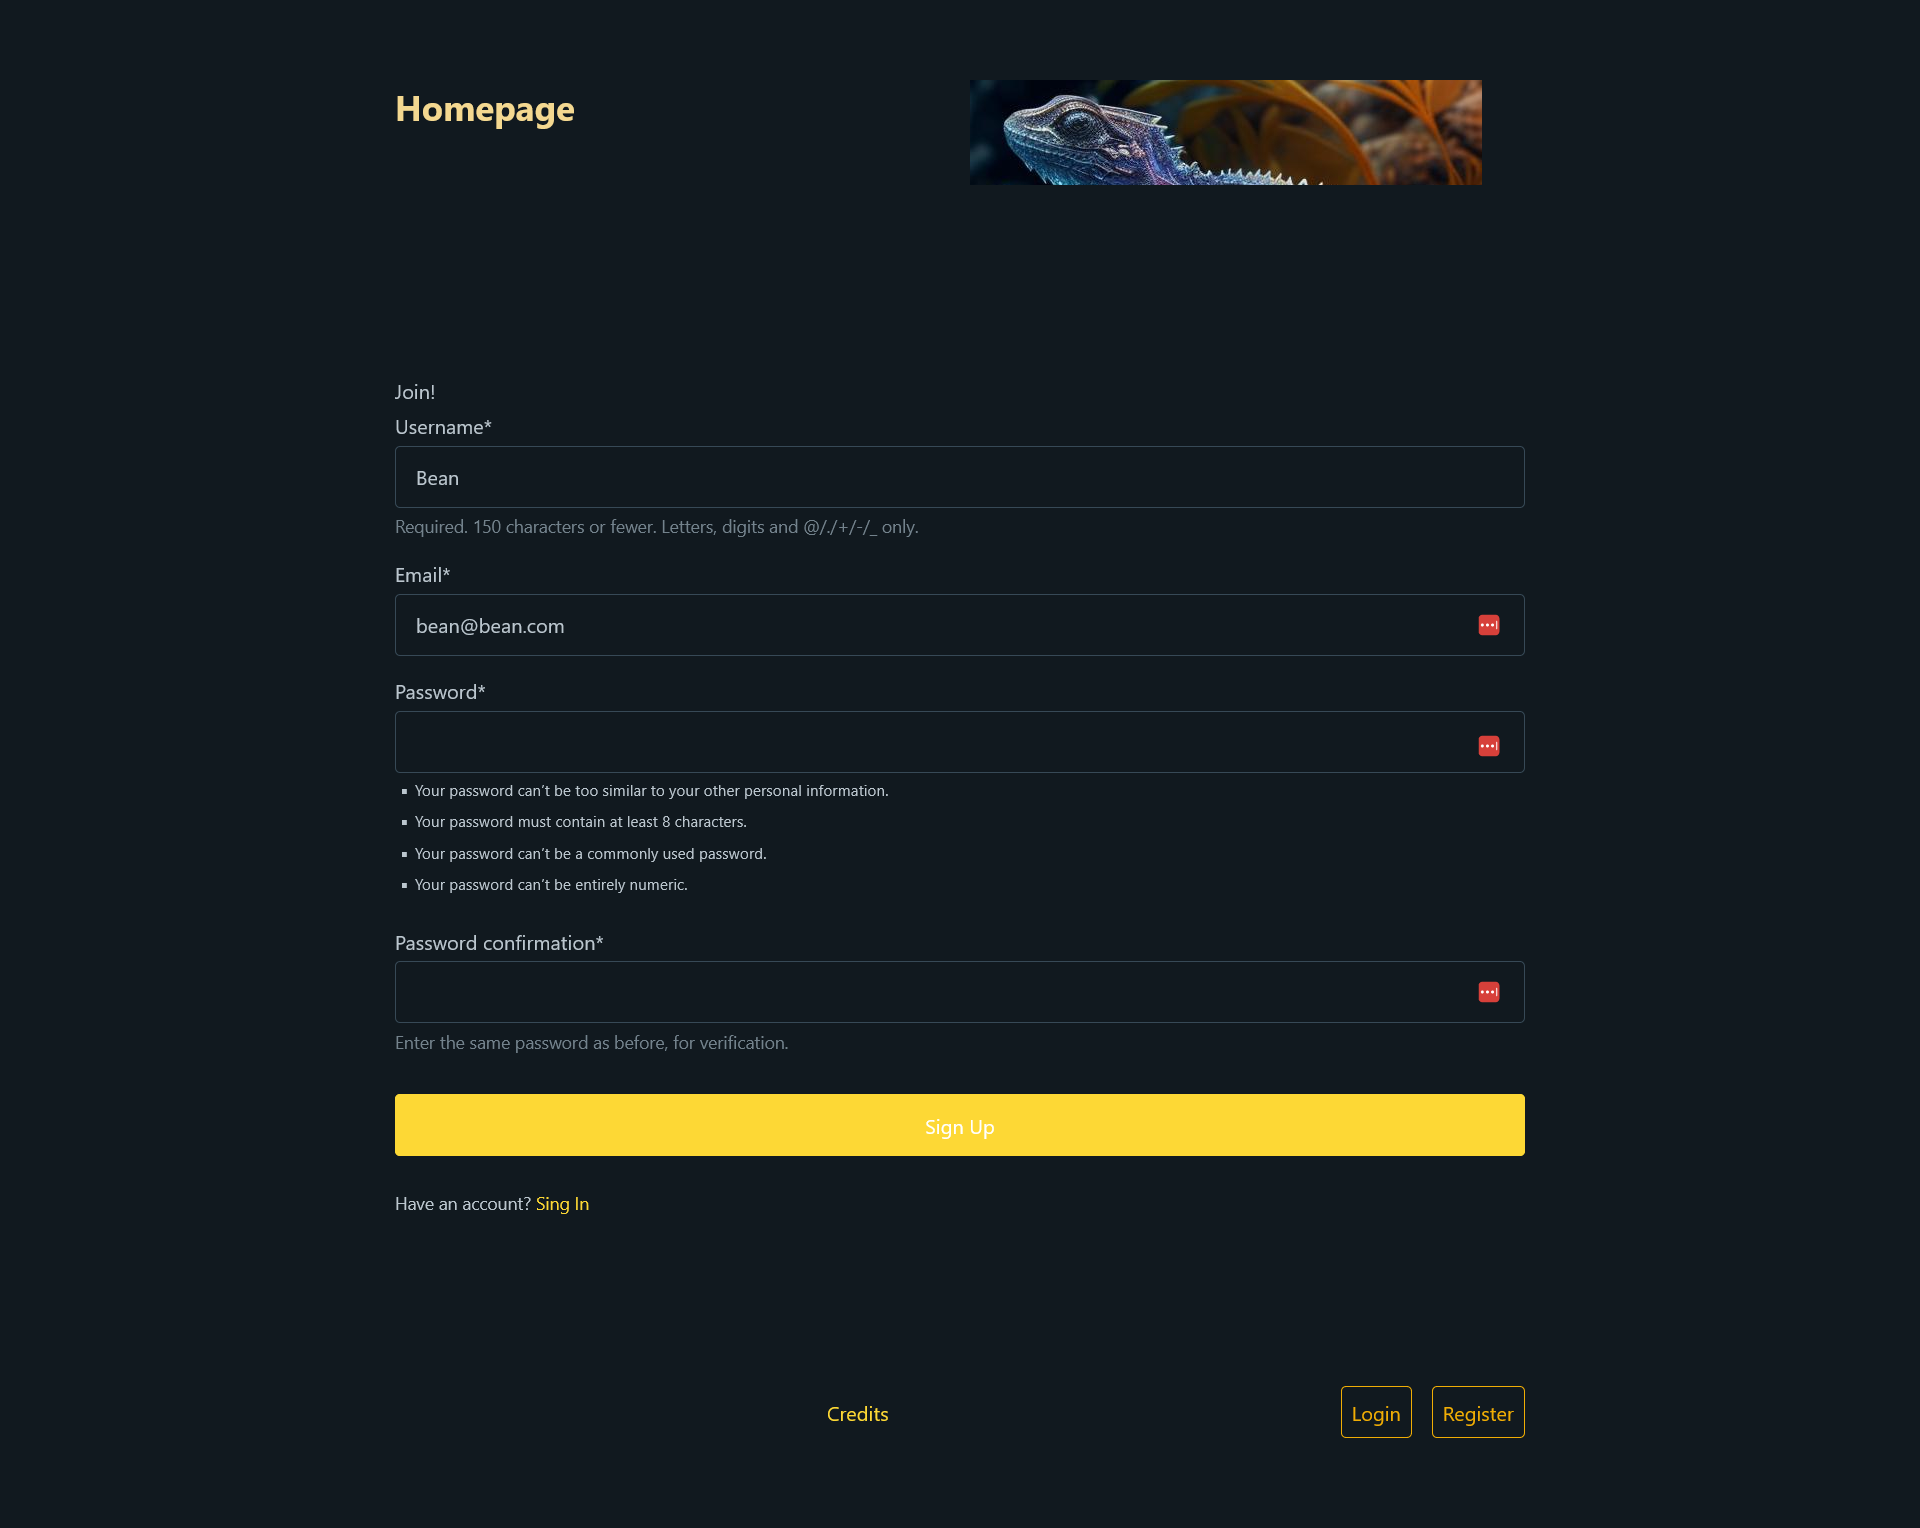 Homepage
Join!
Username*
Bean
Required. 150 characters or fewer. Letters, digits and @/./+/-/_ only.
Email*
bean@bean.com
Password*
Your password can't be too similar to your other personal information.
Your password must contain at least 8 characters.
Your password can't be a commonly used password.
Your password can't be entirely numeric.
Password confirmation*
Enter the same password as before, for verification.
Sign Up
Have an account? Sing In
Credits
Login
Register